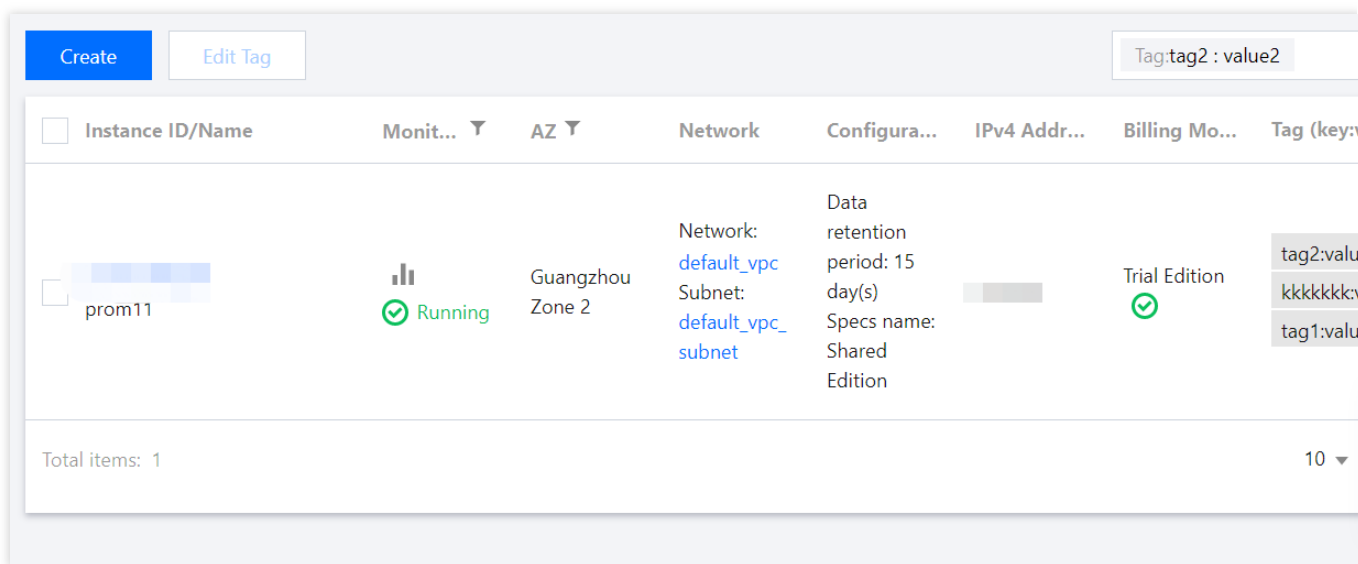 Create
Edit Tag
Tag:tag2 : value2
Instance ID/Name
Monit...
AZ
Network
Configura...
IPv4 Addr...
Billing Mo...
Tag (key:v
prom11
Running
Guangzhou
Zone 2
Network:
default_vpc
Subnet:
default_vpc_
subnet
Data
retention
period: 15
day(s)
Specs name:
Shared
Edition
Trial Edition
tag2:valu
kkkkkkk:v
tag1:valu
Total items: 1
10